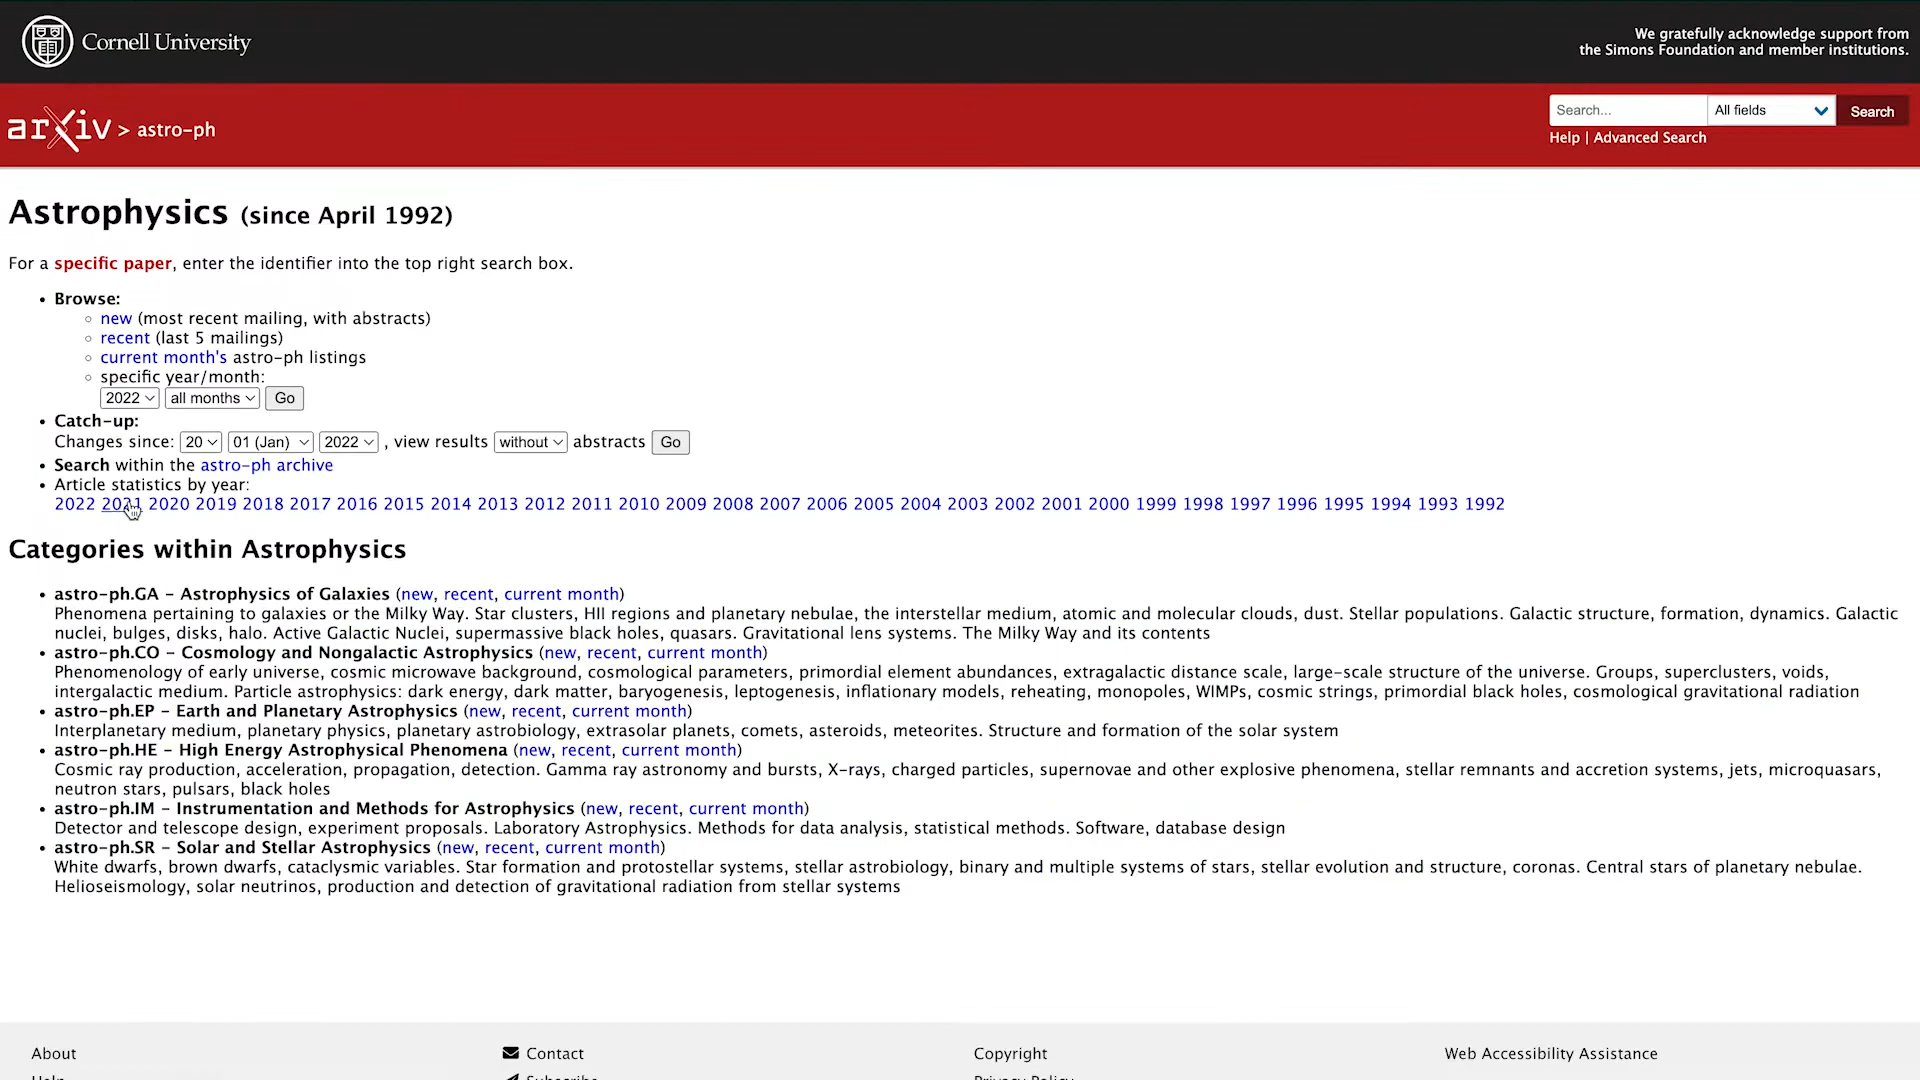 Cornell University
We gratefully acknowledge support from
the Simons Foundation and member institutions.
arXiv > astro-ph
Search... All fields Search
Help | Advanced Search
Astrophysics (since April 1992)
For a specific paper, enter the identifier into the top right search box.
• Browse:
◦ new (most recent mailing, with abstracts)
◦ recent (last 5 mailings)
◦ current month's astro-ph listings
◦ specific year/month:
2022 all months Go
• Catch-up:
Changes since: 20 01 (Jan) 2022 , view results without abstracts Go
• Search within the astro-ph archive
• Article statistics by year:
2022 2021 2020 2019 2018 2017 2016 2015 2014 2013 2012 2011 2010 2009 2008 2007 2006 2005 2004 2003 2002 2001 2000 1999 1998 1997 1996 1995 1994 1993 1992
Categories within Astrophysics
• astro-ph.GA - Astrophysics of Galaxies (new, recent, current month)
Phenomena pertaining to galaxies or the Milky Way. Star clusters, HII regions and planetary nebulae, the interstellar medium, atomic and molecular clouds, dust. Stellar populations. Galactic structure, formation, dynamics. Galactic
nuclei, bulges, disks, halo. Active Galactic Nuclei, supermassive black holes, quasars. Gravitational lens systems. The Milky Way and its contents
• astro-ph.CO - Cosmology and Nongalactic Astrophysics (new, recent, current month)
Phenomenology of early universe, cosmic microwave background, cosmological parameters, primordial element abundances, extragalactic distance scale, large-scale structure of the universe. Groups, superclusters, voids,
intergalactic medium. Particle astrophysics: dark energy, dark matter, baryogenesis, leptogenesis, inflationary models, reheating, monopoles, WIMPs, cosmic strings, primordial black holes, cosmological gravitational radiation
• astro-ph.EP - Earth and Planetary Astrophysics (new, recent, current month)
Interplanetary medium, planetary physics, planetary astrobiology, extrasolar planets, comets, asteroids, meteorites. Structure and formation of the solar system
• astro-ph.HE - High Energy Astrophysical Phenomena (new, recent, current month)
Cosmic ray production, acceleration, propagation, detection. Gamma ray astronomy and bursts, X-rays, charged particles, supernovae and other explosive phenomena, stellar remnants and accretion systems, jets, microquasars,
neutron stars, pulsars, black holes
• astro-ph.IM - Instrumentation and Methods for Astrophysics (new, recent, current month)
Detector and telescope design, experiment proposals. Laboratory Astrophysics. Methods for data analysis, statistical methods. Software, database design
• astro-ph.SR - Solar and Stellar Astrophysics (new, recent, current month)
White dwarfs, brown dwarfs, cataclysmic variables. Star formation and protostellar systems, stellar astrobiology, binary and multiple systems of stars, stellar evolution and structure, coronas. Central stars of planetary nebulae.
Helioseismology, solar neutrinos, production and detection of gravitational radiation from stellar systems
About Contact Copyright Web Accessibility Assistance
Help Subscribe Privacy Policy